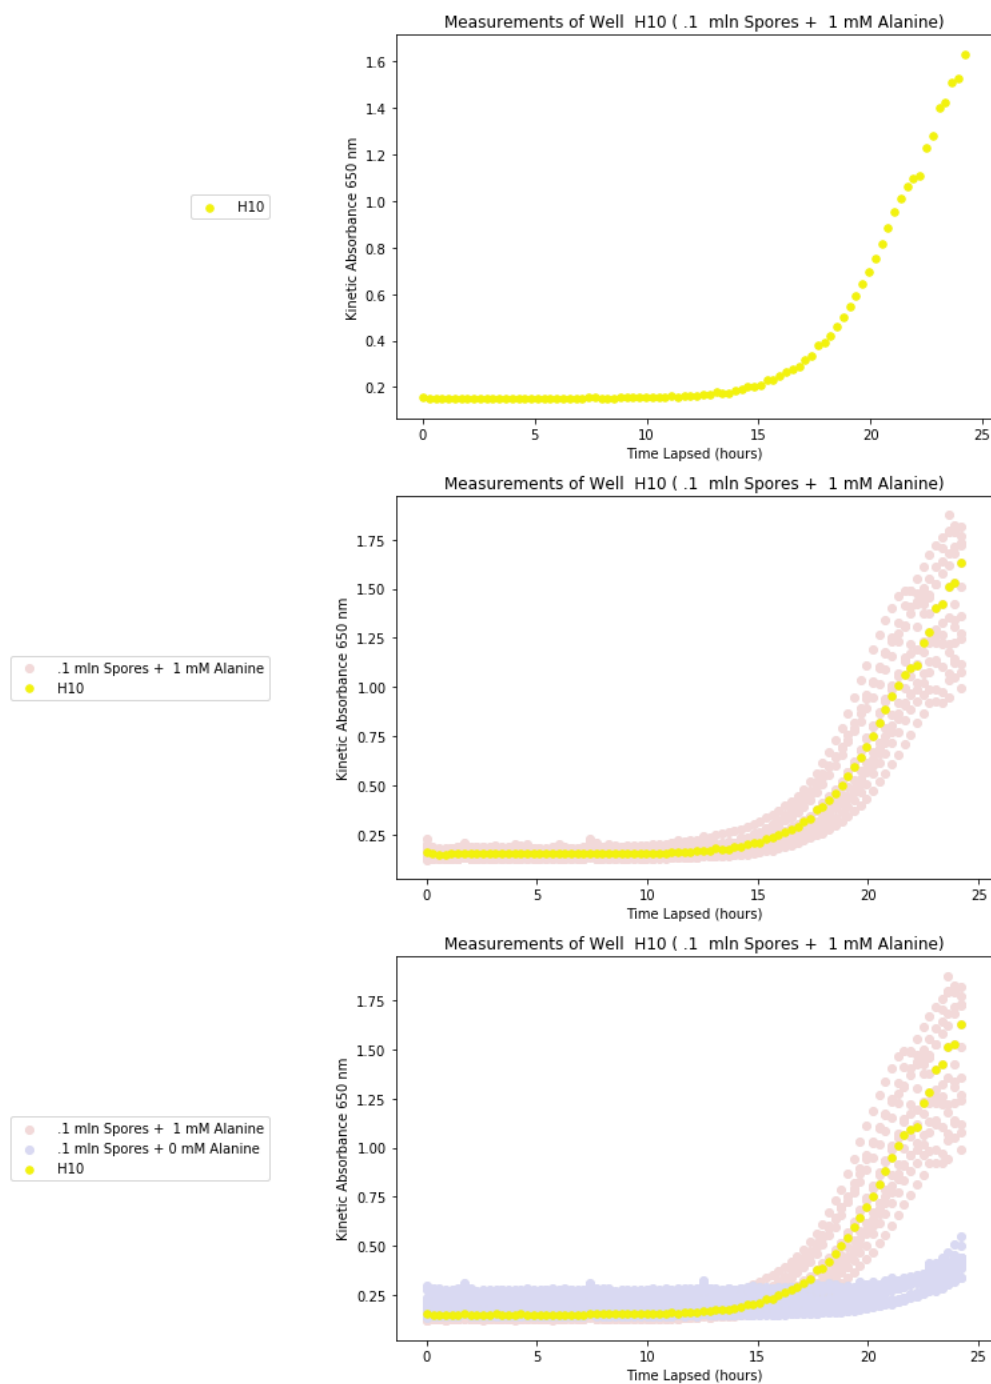 Measurements of Well  H10 ( .1  mln Spores +  1 mM Alanine)
1.6
1.4
1.2
1.0
0.8
0.6
0.4
0.2
Kinetic Absorbance 650 nm
H10
0 5 10 15 20 25
Time Lapsed (hours)
Measurements of Well  H10 ( .1  mln Spores +  1 mM Alanine)
1.75
1.50
1.25
1.00
0.75
0.50
0.25
Kinetic Absorbance 650 nm
.1 mln Spores +  1 mM Alanine
H10
0 5 10 15 20 25
Time Lapsed (hours)
Measurements of Well  H10 ( .1  mln Spores +  1 mM Alanine)
1.75
1.50
1.25
1.00
0.75
0.50
0.25
Kinetic Absorbance 650 nm
.1 mln Spores +  1 mM Alanine
.1 mln Spores + 0 mM Alanine
H10
0 5 10 15 20 25
Time Lapsed (hours)